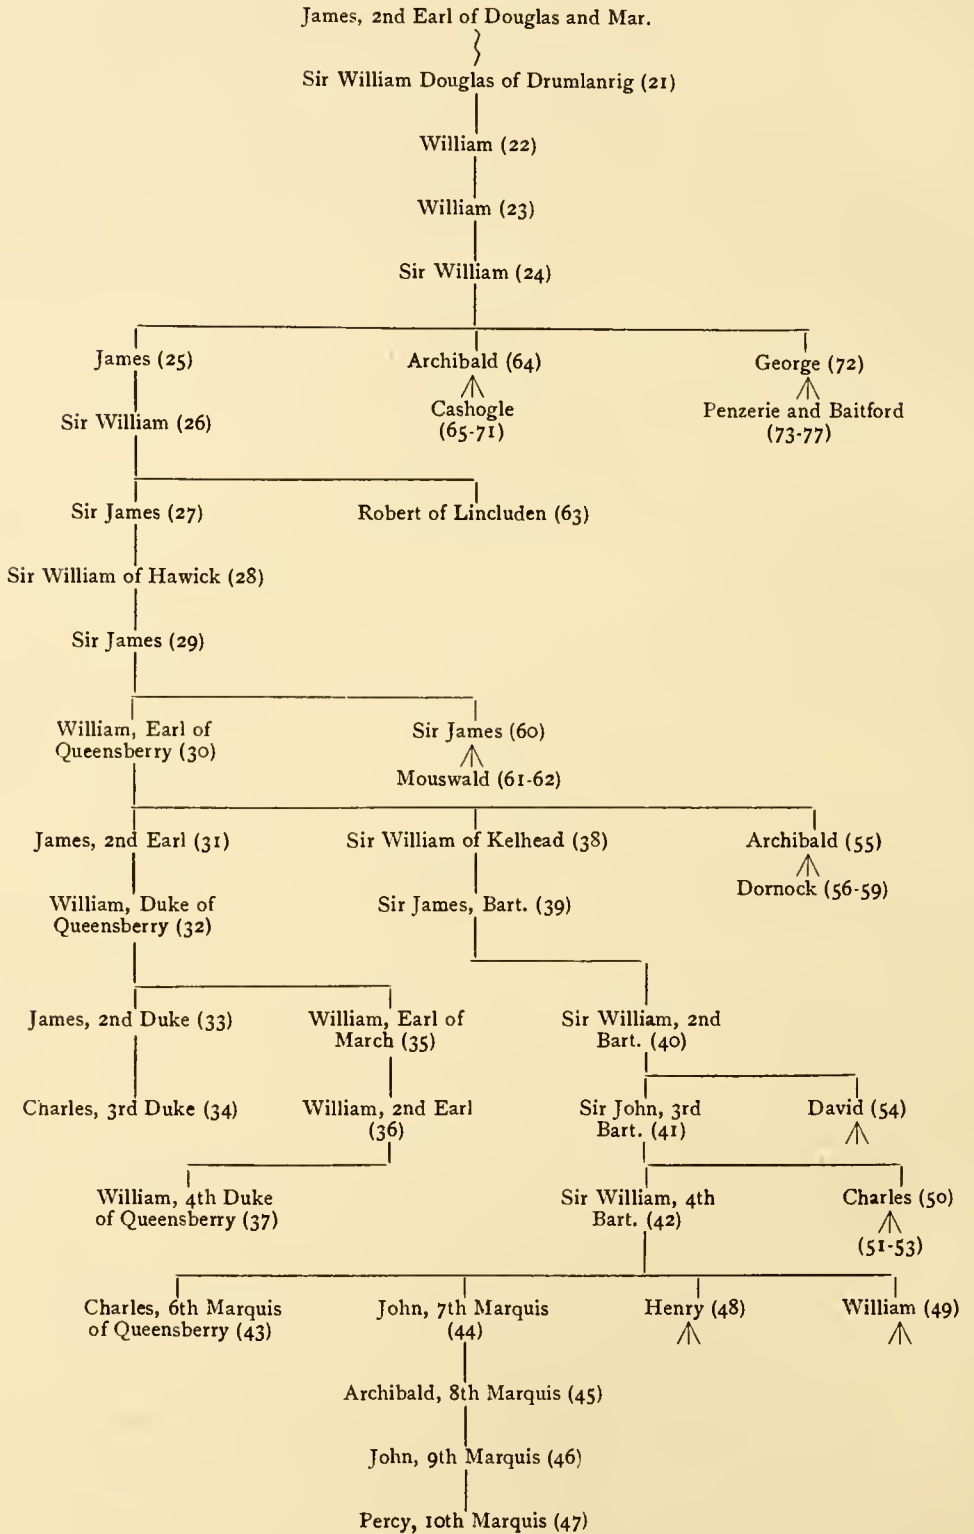 James, 2nd Earl of Douglas and Mar.
Sir William Douglas of Drumlanrig (21)
William (22)
William (23)
Sir William (24)
James (25)
Archibald (64)
George (72)
Cashogle
(65-71)
Penzerie and Baitford
(73-77)
Sir William (26)
Sir James (27)
Robert of Lincluden (63)
Sir William of Hawick (28)
Sir James (29)
William, Earl of
Queensberry (30)
Sir James (60)
Mouswald (61-62)
James, 2nd Earl (31)
Sir William of Kelhead (38)
Archibald (55)
Dornock (56-59)
William, Duke of
Queensberry (32)
Sir James, Bart. (39)
James, 2nd Duke (33)
William, Earl of
March (35)
Sir William, 2nd
Bart. (40)
Charles, 3rd Duke (34)
William, 2nd Earl
(36)
Sir John, 3rd
Bart. (41)
David (54)
William, 4th Duke
of Queensberry (37)
Sir William, 4th
Bart. (42)
Charles (50)
(51-53)
Charles, 6th Marquis
of Queensberry (43)
John, 7th Marquis
(44)
Henry (48)
William (49)
Archibald, 8th Marquis (45)
John, 9th Marquis (46)
Percy, 10th Marquis (47)